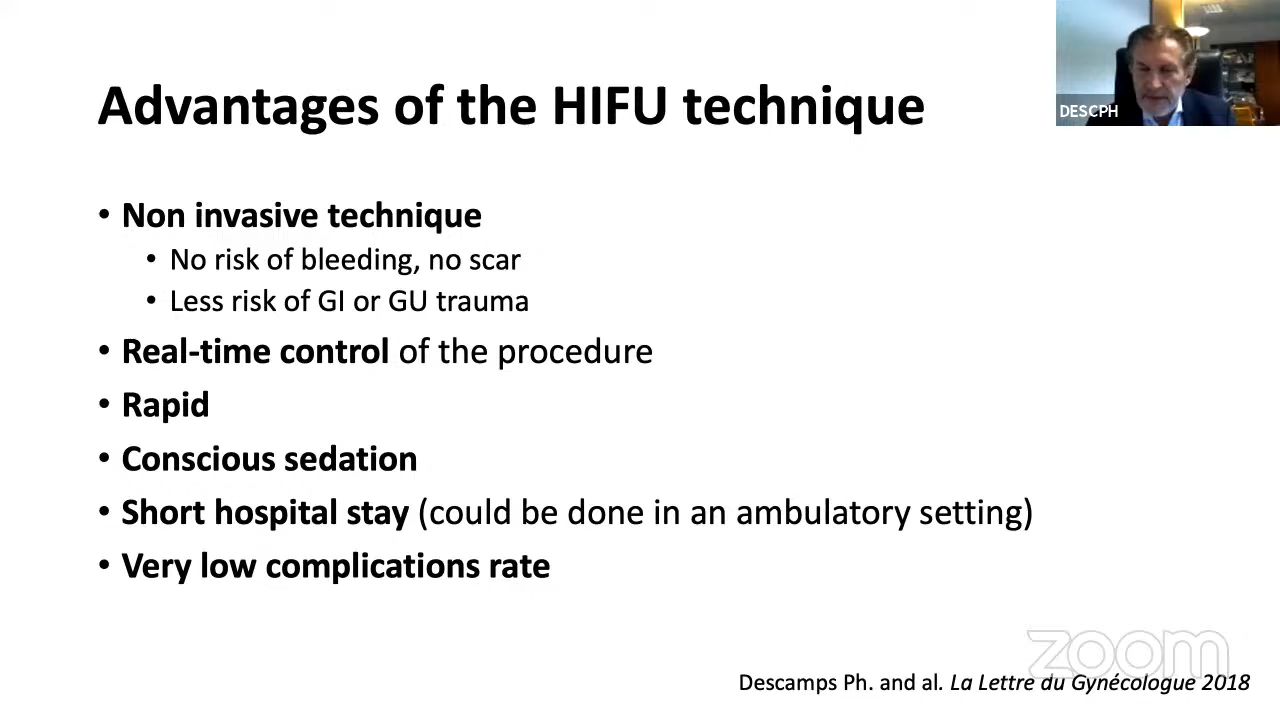 DESCPH
Advantages of the HIFU technique
• Non invasive technique
• No risk of bleeding, no scar
• Less risk of GI or GU trauma
• Real-time control of the procedure
• Rapid
• Conscious sedation
• Short hospital stay (could be done in an ambulatory setting)
• Very low complications rate
zoom
Descamps Ph. and al. La Lettre du Gynécologue 2018